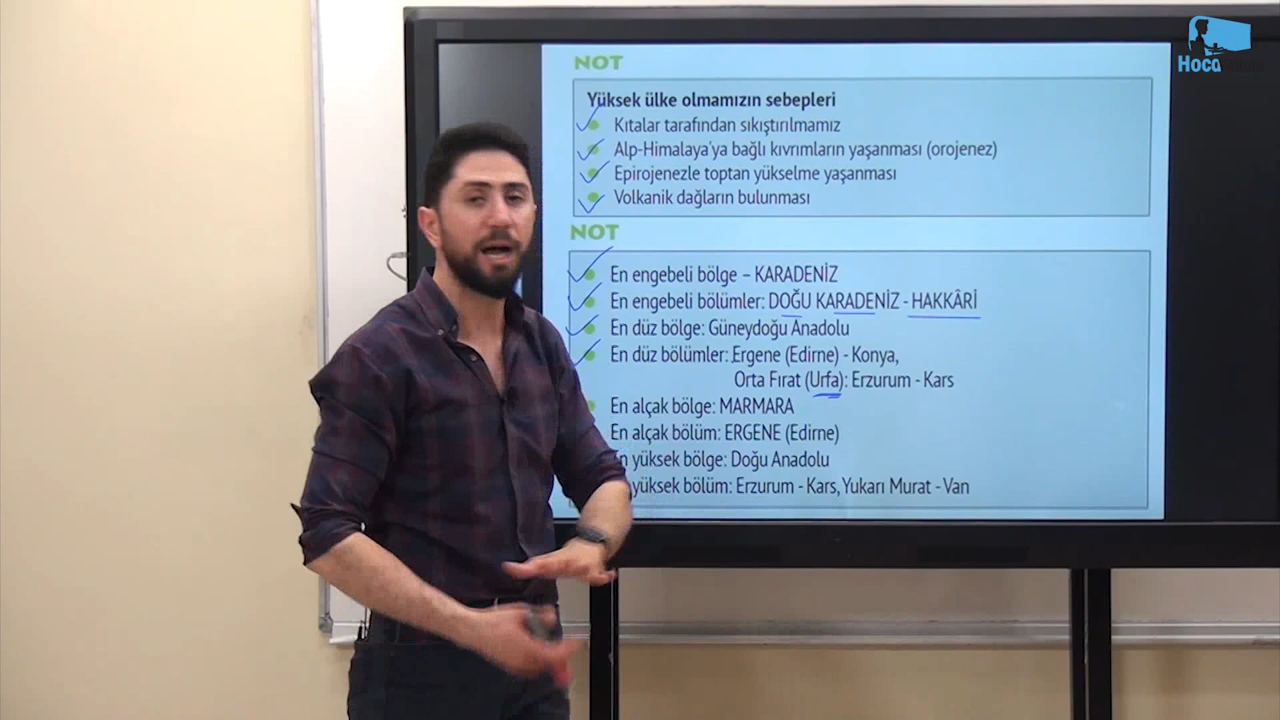 Hoca
NOT
Yüksek ülke olmamızın sebepleri
Kıtalar tarafından sıkıştırılmamız
Alp-Himalaya'ya bağlı kıvrımların yaşanması (orojenez)
Epirojenezle toptan yükselme yaşanması
Volkanik dağların bulunması
NOT
En engebeli bölge – KARADENİZ
En engebeli bölümler: DOĞU KARADENİZ - HAKKÂRİ
En düz bölge: Güneydoğu Anadolu
En düz bölümler: Ergene (Edirne) - Konya,
Orta Fırat (Urfa): Erzurum - Kars
En alçak bölge: MARMARA
En alçak bölüm: ERGENE (Edirne)
yüksek bölge: Doğu Anadolu
yüksek bölüm: Erzurum - Kars, Yukarı Murat - Van